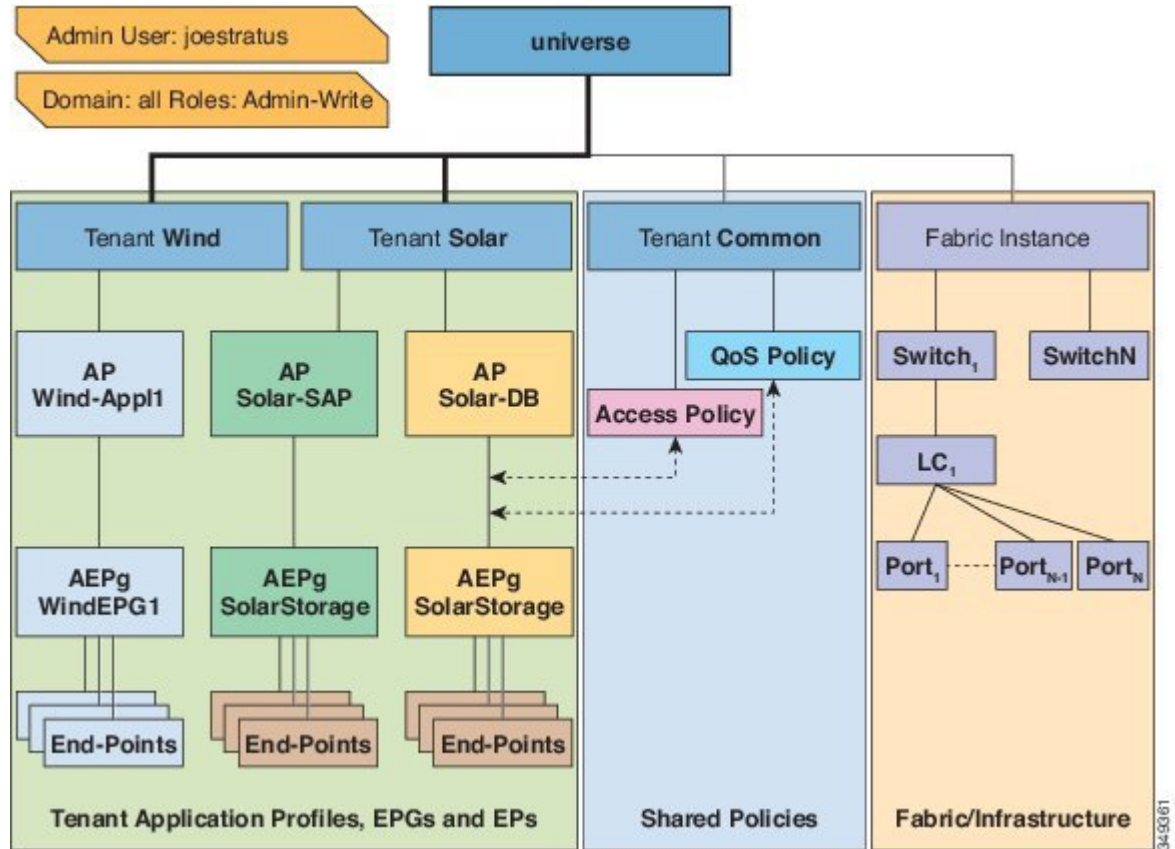 Admin User: joestratus
Domain: all Roles: Admin-Write
universe
Tenant Wind
Tenant Solar
Tenant Common
Fabric Instance
AP
Wind-Appl1
AP
Solar-SAP
AP
Solar-DB
QoS Policy
Access Policy
Switch1
SwitchN
LC1
Port1
PortN-1
PortN
AEPg
WindEPG1
AEPg
SolarStorage
AEPg
SolarStorage
End-Points
End-Points
End-Points
Tenant Application Profiles, EPGs and EPs
Shared Policies
Fabric/Infrastructure
349361